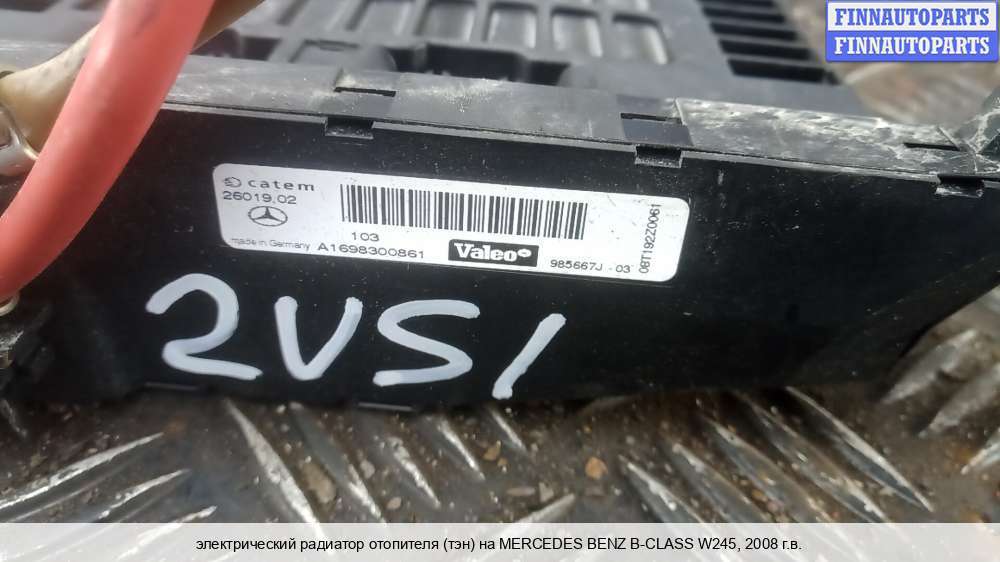 FINNAUTOPARTS
FINNAUTOPARTS
catem
26019.02
103
made in Germany A1698300861
Valeo
985667J - 03
08T192Z0061
2VS1
электрический радиатор отопителя (тэн) на MERCEDES BENZ B-CLASS W245, 2008 г.в.